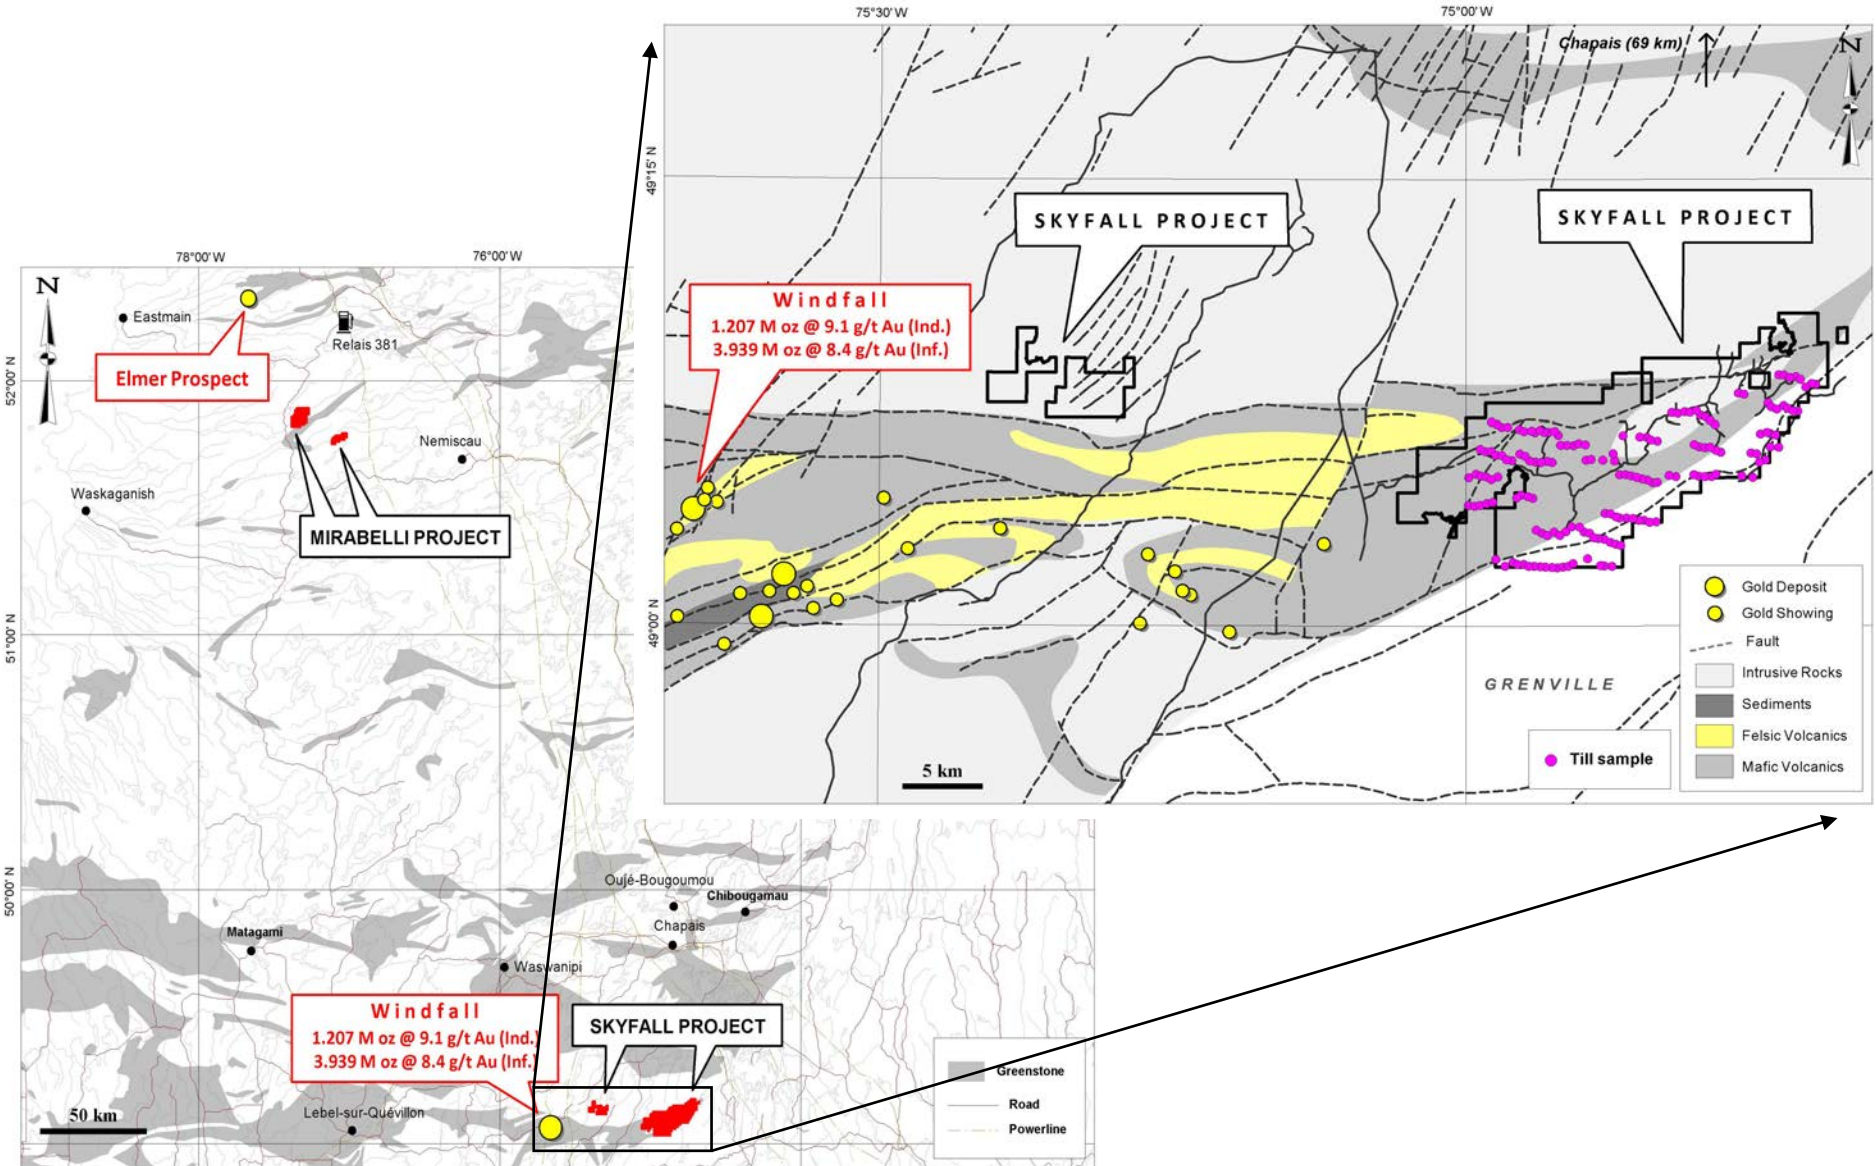 78°00' W
76°00' W
N
Eastmain
Relais 381
52°00' N
Elmer Prospect
Nemiscau
Waskaganish
MIRABELLI PROJECT
51°00' N
50°00' N
Oujé-Bougoumou
Chibougamau
Chapais
Matagami
Waswanipi
Windfall
1.207 M oz @ 9.1 g/t Au (Ind.)
3.939 M oz @ 8.4 g/t Au (Inf.
SKYFALL PROJECT
Lebel-sur-Quévillon
50 km
Greenstone
Road
Powerline
75°30' W
75°00' W
Chapais (69 km)
N
49°15' N
SKYFALL PROJECT
SKYFALL PROJECT
Windfall
1.207 M oz @ 9.1 g/t Au (Ind.)
3.939 M oz @ 8.4 g/t Au (Inf.)
49°00' N
GRENVILLE
5 km
Till sample
Gold Deposit
Gold Showing
Fault
Intrusive Rocks
Sediments
Felsic Volcanics
Mafic Volcanics